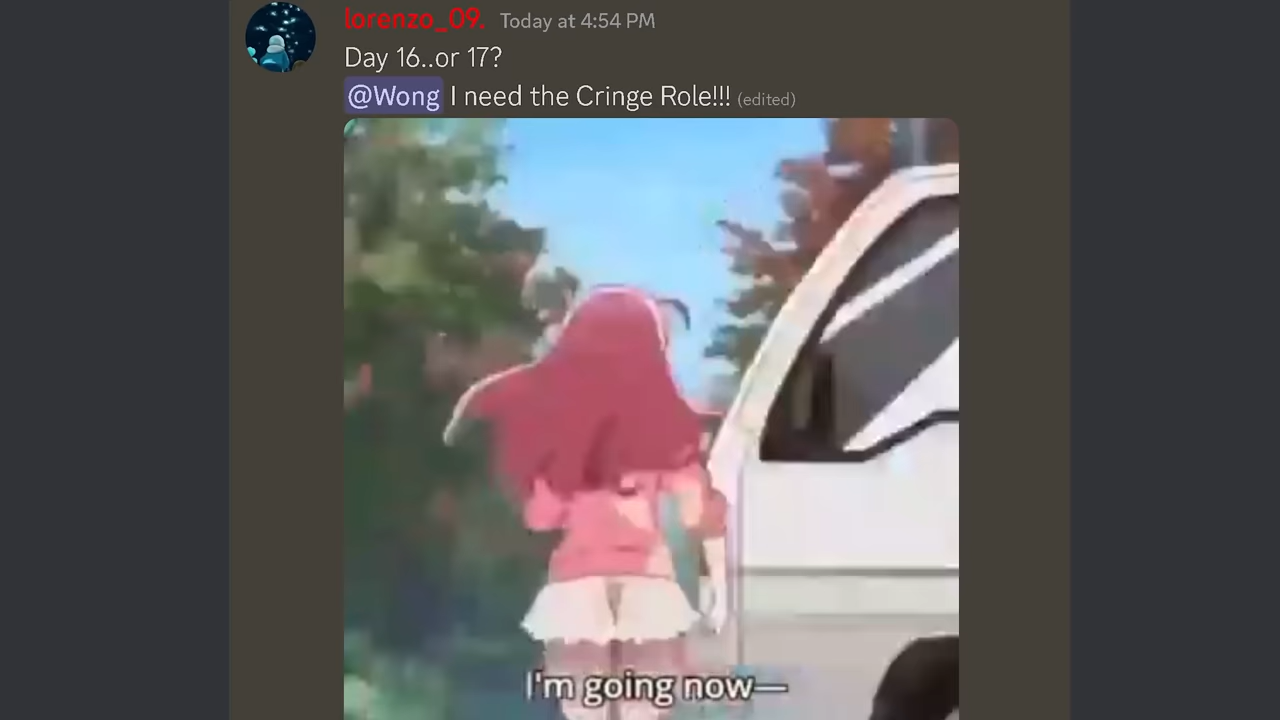 lorenzo_09. Today at 4:54 PM
Day 16..or 17?
@Wong I need the Cringe Role!!! (edited)
I'm going now—